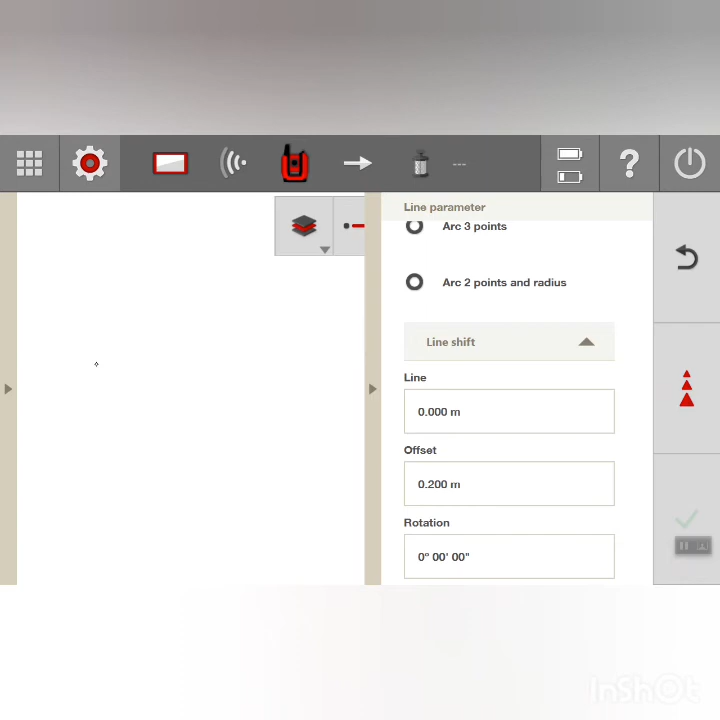 ---
Line parameter
Arc 3 points
Arc 2 points and radius
Line shift
Line
0.000 m
Offset
0.200 m
Rotation
0° 00' 00"
InShOt